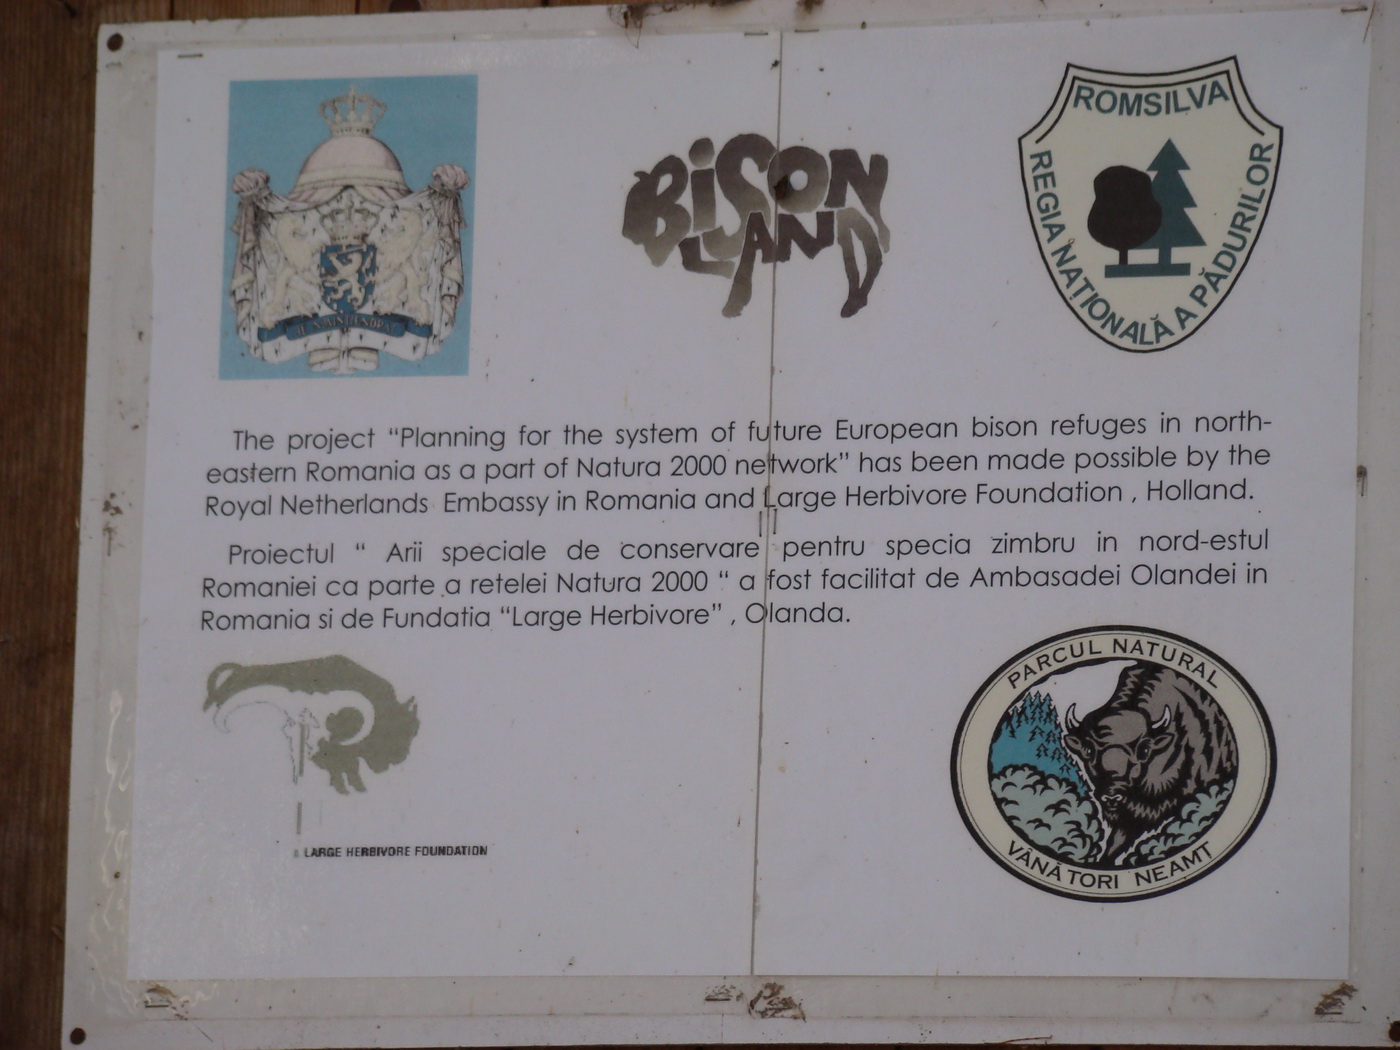 BISON
LAND
ROMSILVA
REGIA NAȚIONALĂ A PĂDURILOR
The project “Planning for the system of future European bison refuges in north-
eastern Romania as a part of Natura 2000 network” has been made possible by the
Royal Netherlands Embassy in Romania and Large Herbivore Foundation , Holland.
Proiectul “ Arii speciale de conservare pentru specia zimbru in nord-estul
Romaniei ca parte a retelei Natura 2000 “ a fost facilitat de Ambasadei Olandei in
Romania si de Fundatia “Large Herbivore” , Olanda.
LARGE HERBIVORE FOUNDATION
PARCUL NATURAL
VÂNĂTORI NEAMT